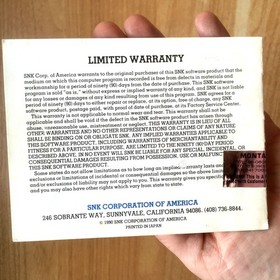 LIMITED WARRANTY
SNK Corp. of America warrants to the original purchaser of this SNK software product that the
medium on which this computer program is recorded is free from defects in materials and
workmanship for a period of ninety (90) days from the date of purchase. This SNK software
program is sold "as is," without express or implied warranty of any kind, and SNK is not liable
for any losses or damages of any kind resulting from use of this program. SNK agrees for a
period of ninety (90) days to either repair or replace, at its option, free of charge, any SNK
software product, postage paid, with proof of date of purchase, at its Factory Service Center.
This warranty is not applicable to normal wear and tear. This warranty shall not be
applicable and shall be void if the defect in the SNK software product has arisen through
abuse, unreasonable use, mistreatment or neglect. THIS WARRANTY IS IN LIEU OF ALL
OTHER WARRANTIES AND NO OTHER REPRESENTATIONS OR CLAIMS OF ANY NATURE
SHALL BE BINDING ON OR OBLIGATE SNK. ANY IMPLIED WARRANTIES APPLICABLE TO
THIS SOFTWARE PRODUCT, INCLUDING WARRANTIES OF MERCHANTABILITY AND
FITNESS FOR A PARTICULAR PURPOSE, ARE LIMITED TO THE NINETY (90) DAY PERIOD
DESCRIBED ABOVE. IN NO EVENT WILL SNK BE LIABLE FOR ANY SPECIAL, INCIDENTAL, OR
CONSEQUENTIAL DAMAGES RESULTING FROM POSSESSION, USE OR MALFUNCTION
THIS SNK SOFTWARE PRODUCT.
Some states do not allow limitations as to how long an implied warranty lasts and/or
exclusions or limitations of incidental or consequential damages so the above limitations
and/or exclusions of liability may not apply to you. This warranty gives you specific
and you may also have other rights which vary from state to state.
SNK CORPORATION OF AMERICA
246 SOBRANTE WAY, SUNNYVALE, CALIFORNIA 94086. (408) 736-8844.
© 1990 SNK CORPORATION OF AMERICA
PRINTED IN JAPAN
MONTA